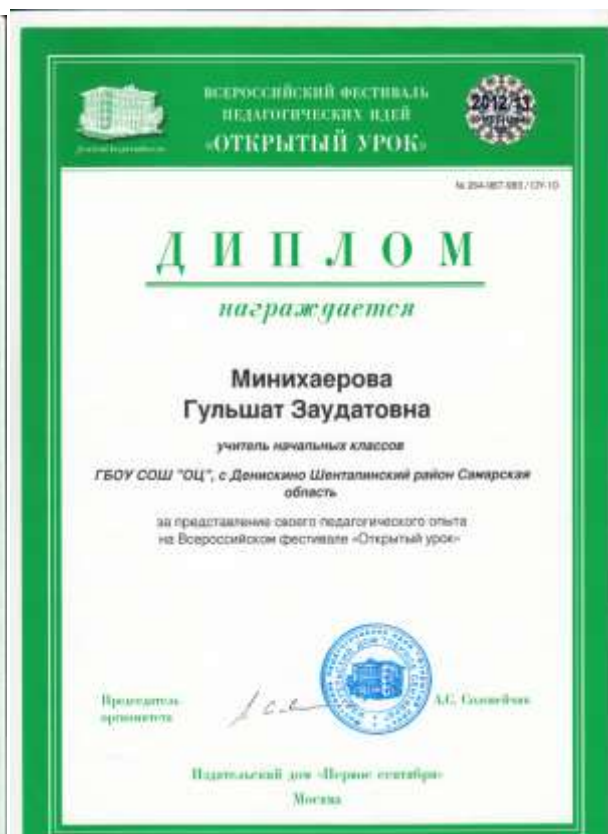 ВСЕРОССИЙСКИЙ ФЕСТИВАЛЬ
ПЕДАГОГИЧЕСКИХ ИДЕЙ
«ОТКРЫТЫЙ УРОК»
2012/13
ДИПЛОМ
награждается
Минихаерова
Гульшат Заудатовна
учитель начальных классов
ГБОУ СОШ "ОЦ", с Денискино Шенталинский район Самарская
область
за представление своего педагогического опыта
на Всероссийском фестивале «Открытый урок»
Председатель
оргкомитета
А.С. Соловейчик
Издательский дом «Первое сентября»
Москва